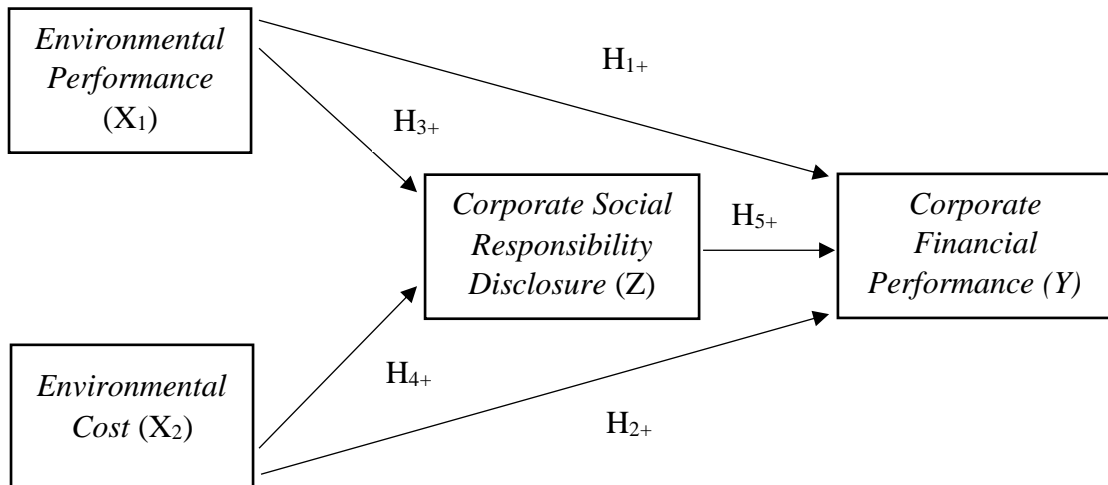 Environmental
Performance
(X₁)
H₁₊
H₃₊
Corporate Social
Responsibility
Disclosure (Z)
H₅₊
Corporate
Financial
Performance (Y)
Environmental
Cost (X₂)
H₄₊
H₂₊